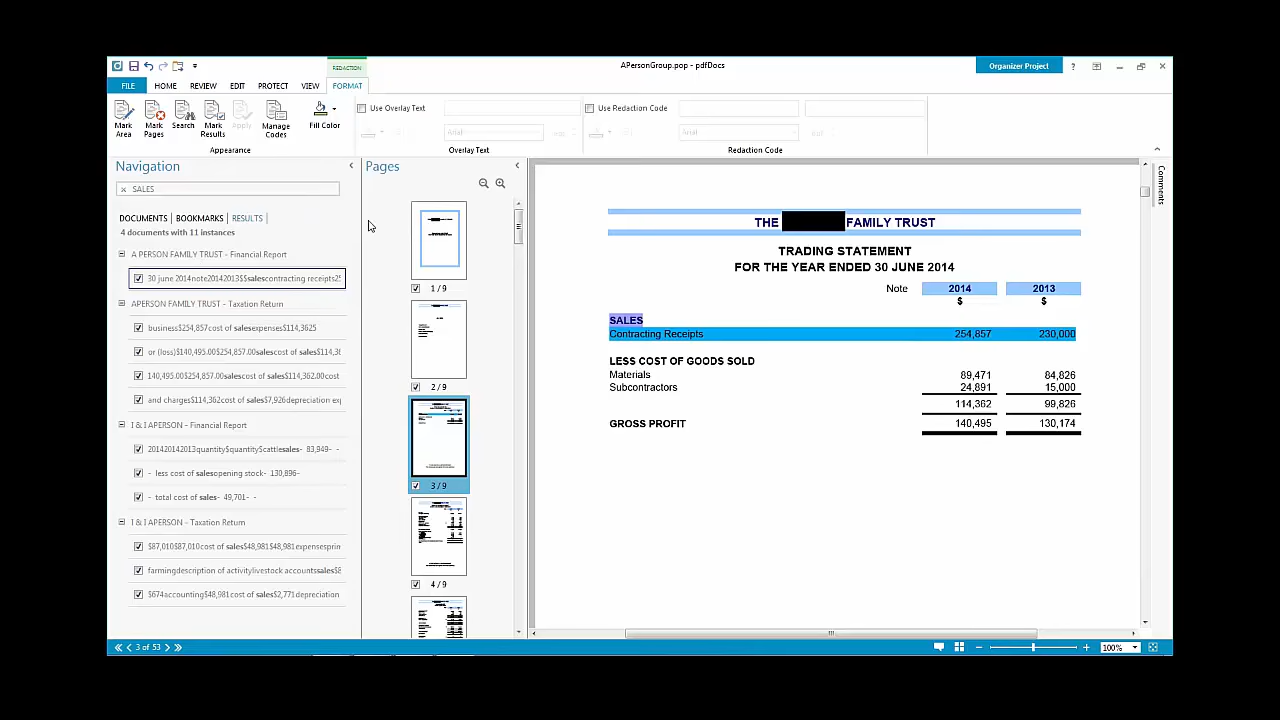 APersonGroup.pop - pdfDocs
Organizer Project
?
REDACTION
FILE HOME REVIEW EDIT PROTECT VIEW FORMAT
Mark Area
Mark Pages
Search
Mark Results
Apply
Manage Codes
Fill Color
Appearance
Use Overlay Text
Arial
Overlay Text
Use Redaction Code
Arial
Redaction Code
Navigation
SALES
DOCUMENTS | BOOKMARKS | RESULTS |
4 documents with 11 instances
A PERSON FAMILY TRUST - Financial Report
30 june 2014note20142013$$salescontracting receipts25
APERSON FAMILY TRUST - Taxation Return
business$254,857cost of salesexpenses$114,3625
or (loss)$140,495.00$254,857.00salescost of sales$114,36
140,495.00$254,857.00salescost of sales$114,362.00cost
and charges$114,362cost of sales$7,926depreciation exp
I & I APERSON - Financial Report
201420142013quantity$quantity$cattlesales- 83,949- -
- less cost of salesopening stock- 130,896-
- total cost of sales- 49,701- -
I & I APERSON - Taxation Return
$87,010$87,010cost of sales$48,981$48,981expensesprin
farmingdescription of activitylivestock accountssales$8
$674accounting$48,981cost of sales$2,771depreciation
Pages
1 / 9
2 / 9
3 / 9
4 / 9
THE FAMILY TRUST
TRADING STATEMENT
FOR THE YEAR ENDED 30 JUNE 2014
Note 2014 2013
$ $
SALES
Contracting Receipts 254,857 230,000
LESS COST OF GOODS SOLD
Materials 89,471 84,826
Subcontractors 24,891 15,000
114,362 99,826
GROSS PROFIT 140,495 130,174
Comments
3 of 53
100%